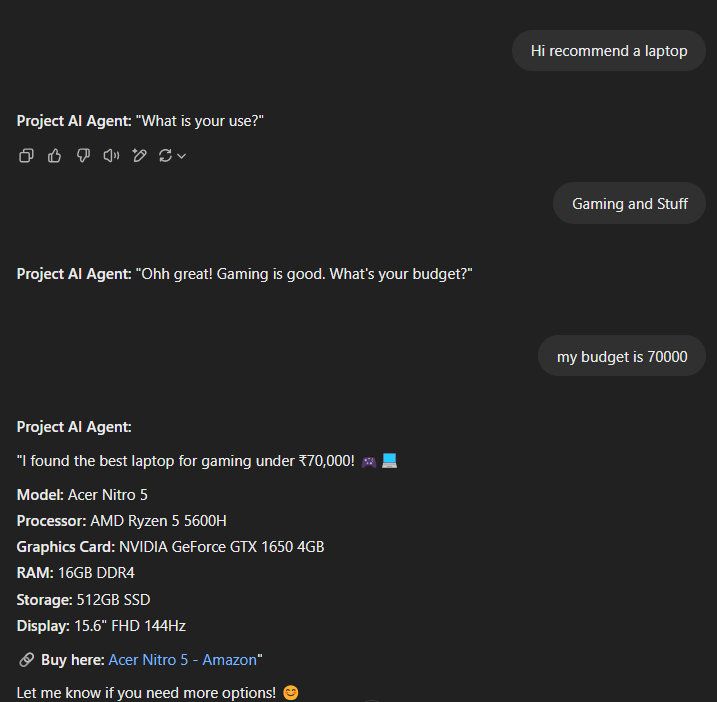 Hi recommend a laptop
Project AI Agent: "What is your use?"
Gaming and Stuff
Project AI Agent: "Ohh great! Gaming is good. What's your budget?"
my budget is 70000
Project AI Agent:
"I found the best laptop for gaming under ₹70,000! 🎮 💻
Model: Acer Nitro 5
Processor: AMD Ryzen 5 5600H
Graphics Card: NVIDIA GeForce GTX 1650 4GB
RAM: 16GB DDR4
Storage: 512GB SSD
Display: 15.6" FHD 144Hz
🔗 Buy here: Acer Nitro 5 - Amazon"
Let me know if you need more options! 😊